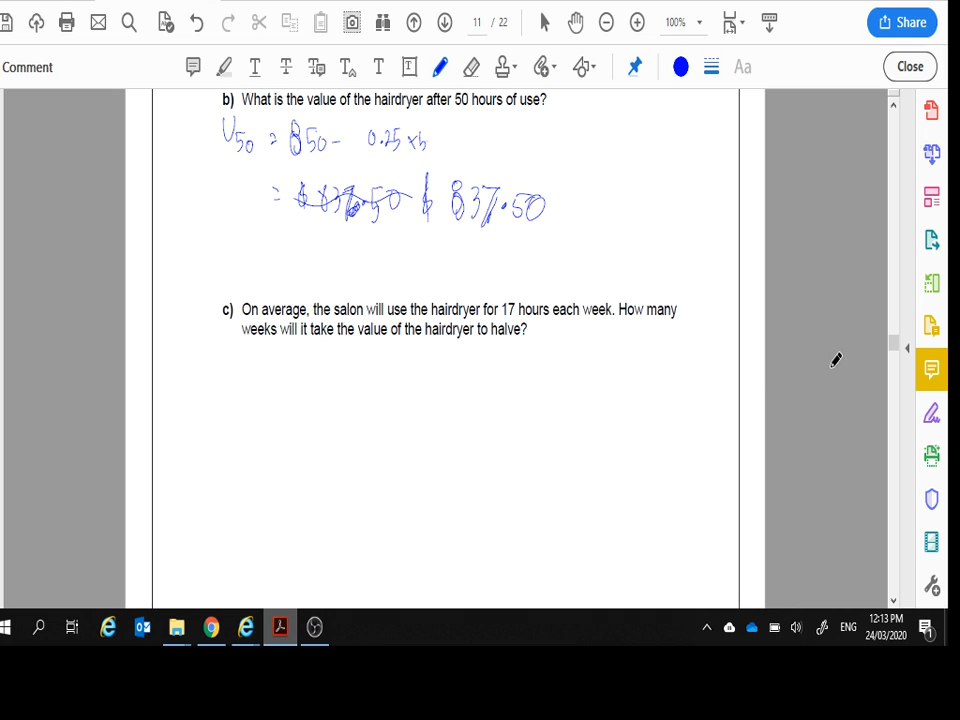 11 / 22
100%
Share
Comment
Aa
Close
b) What is the value of the hairdryer after 50 hours of use?
V50 = 850 - 0.25 × 5
= $ 837.50
c) On average, the salon will use the hairdryer for 17 hours each week. How many
weeks will it take the value of the hairdryer to halve?
ENG
12:13 PM
24/03/2020
1